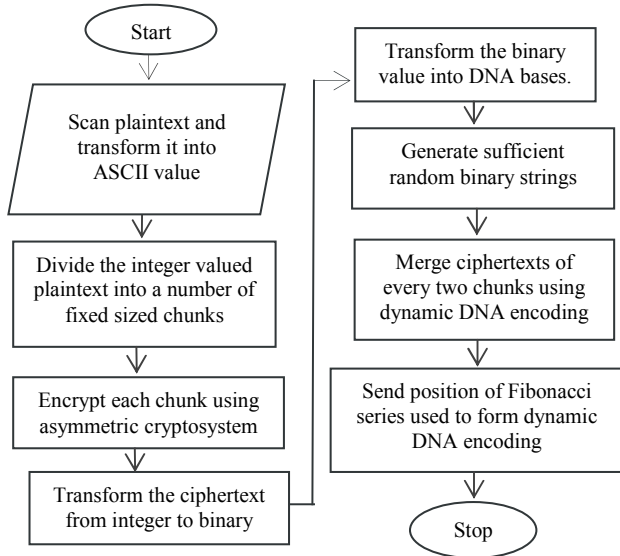 Start
Scan plaintext and
transform it into
ASCII value
Divide the integer valued
plaintext into a number of
fixed sized chunks
Encrypt each chunk using
asymmetric cryptosystem
Transform the ciphertext
from integer to binary
Transform the binary
value into DNA bases.
Generate sufficient
random binary strings
Merge ciphertexts of
every two chunks using
dynamic DNA encoding
Send position of Fibonacci
series used to form dynamic
DNA encoding
Stop